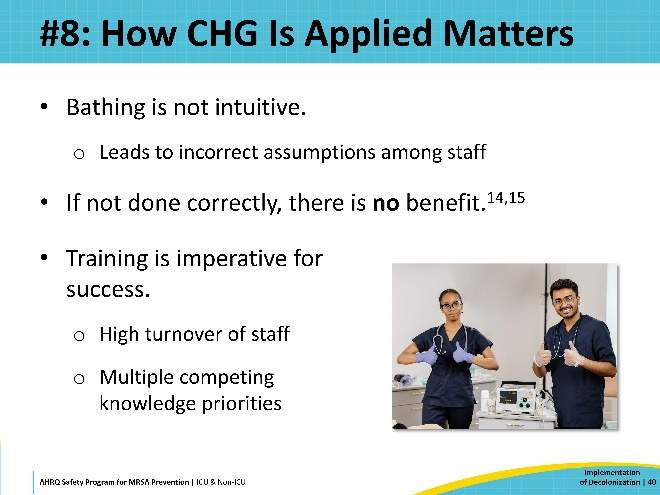 #8: How CHG Is Applied Matters
• Bathing is not intuitive.
o Leads to incorrect assumptions among staff
• If not done correctly, there is no benefit.14,15
• Training is imperative for
success.
o High turnover of staff
o Multiple competing
knowledge priorities
AHRQ Safety Program for MRSA Prevention | ICU & Non-ICU
Implementation
of Decolonization | 40